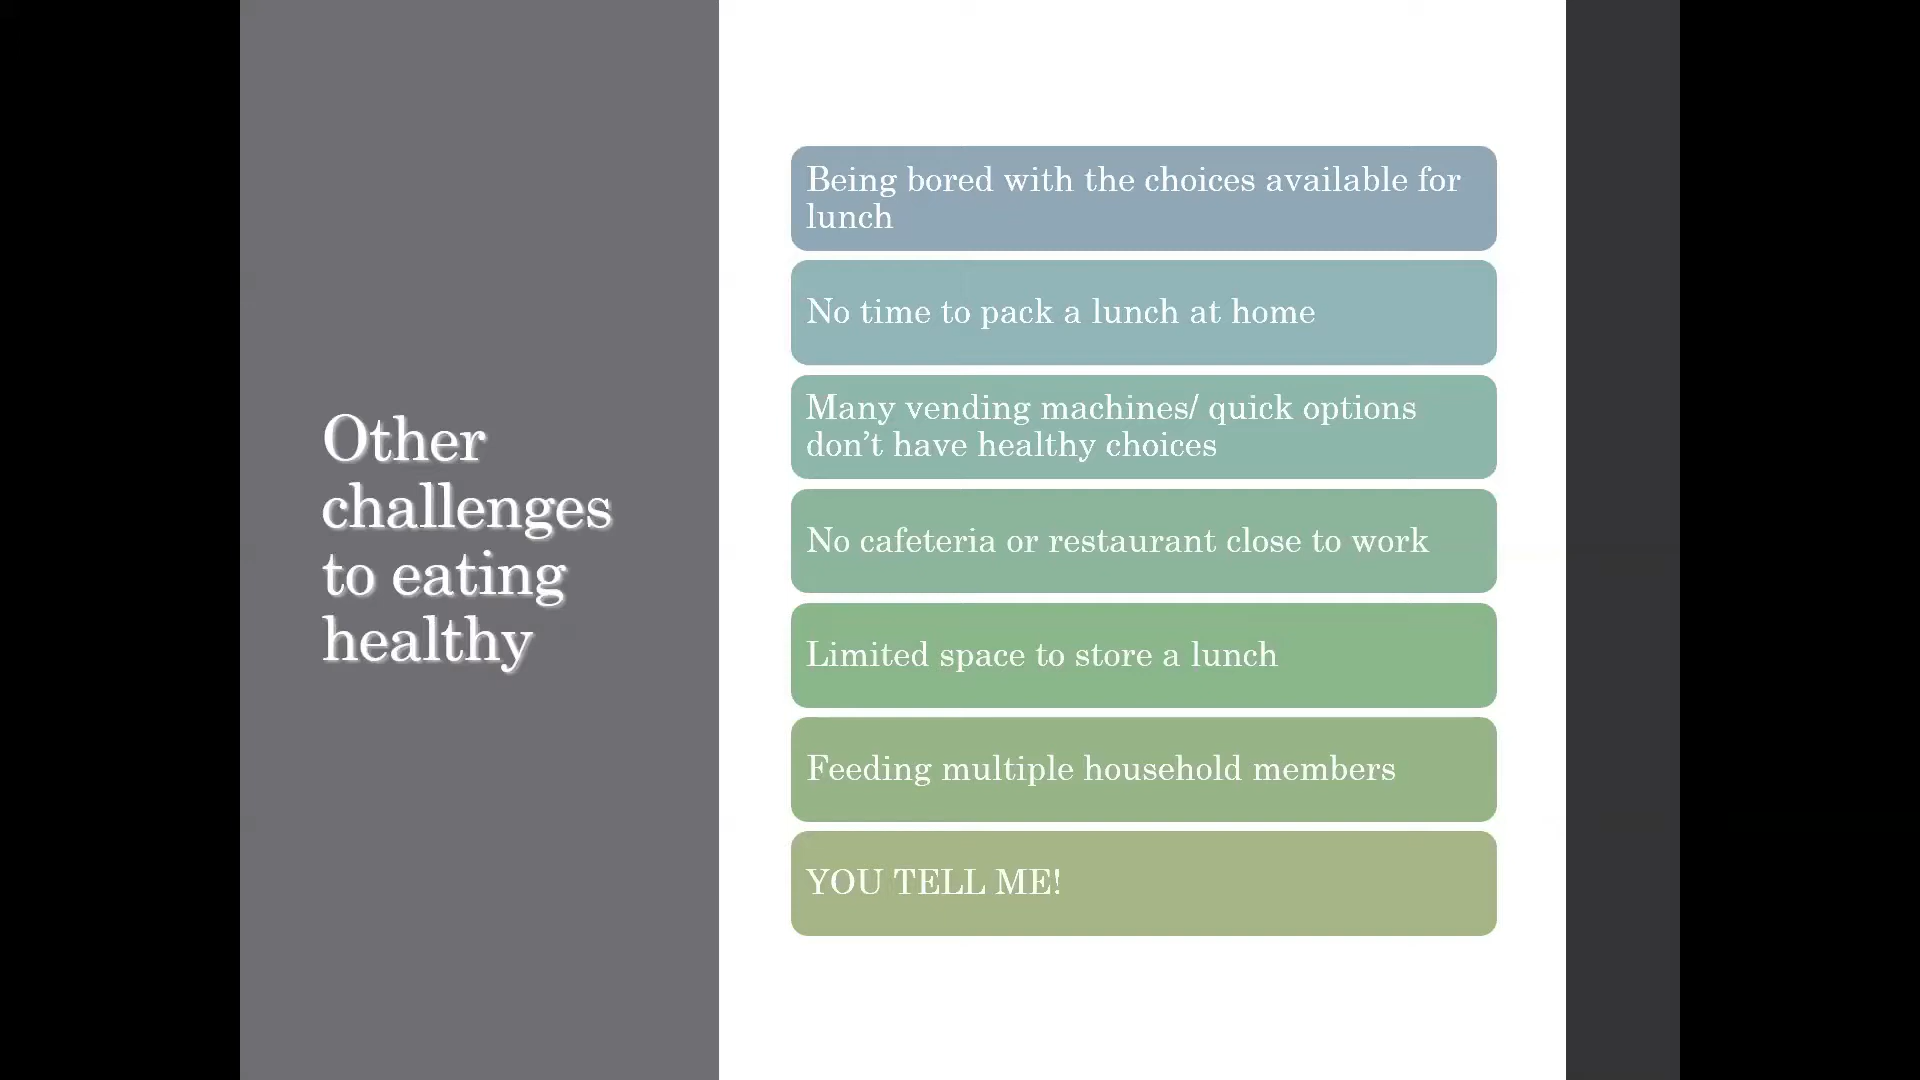 Other
challenges
to eating
healthy
Being bored with the choices available for
lunch
No time to pack a lunch at home
Many vending machines/ quick options
don’t have healthy choices
No cafeteria or restaurant close to work
Limited space to store a lunch
Feeding multiple household members
YOU TELL ME!